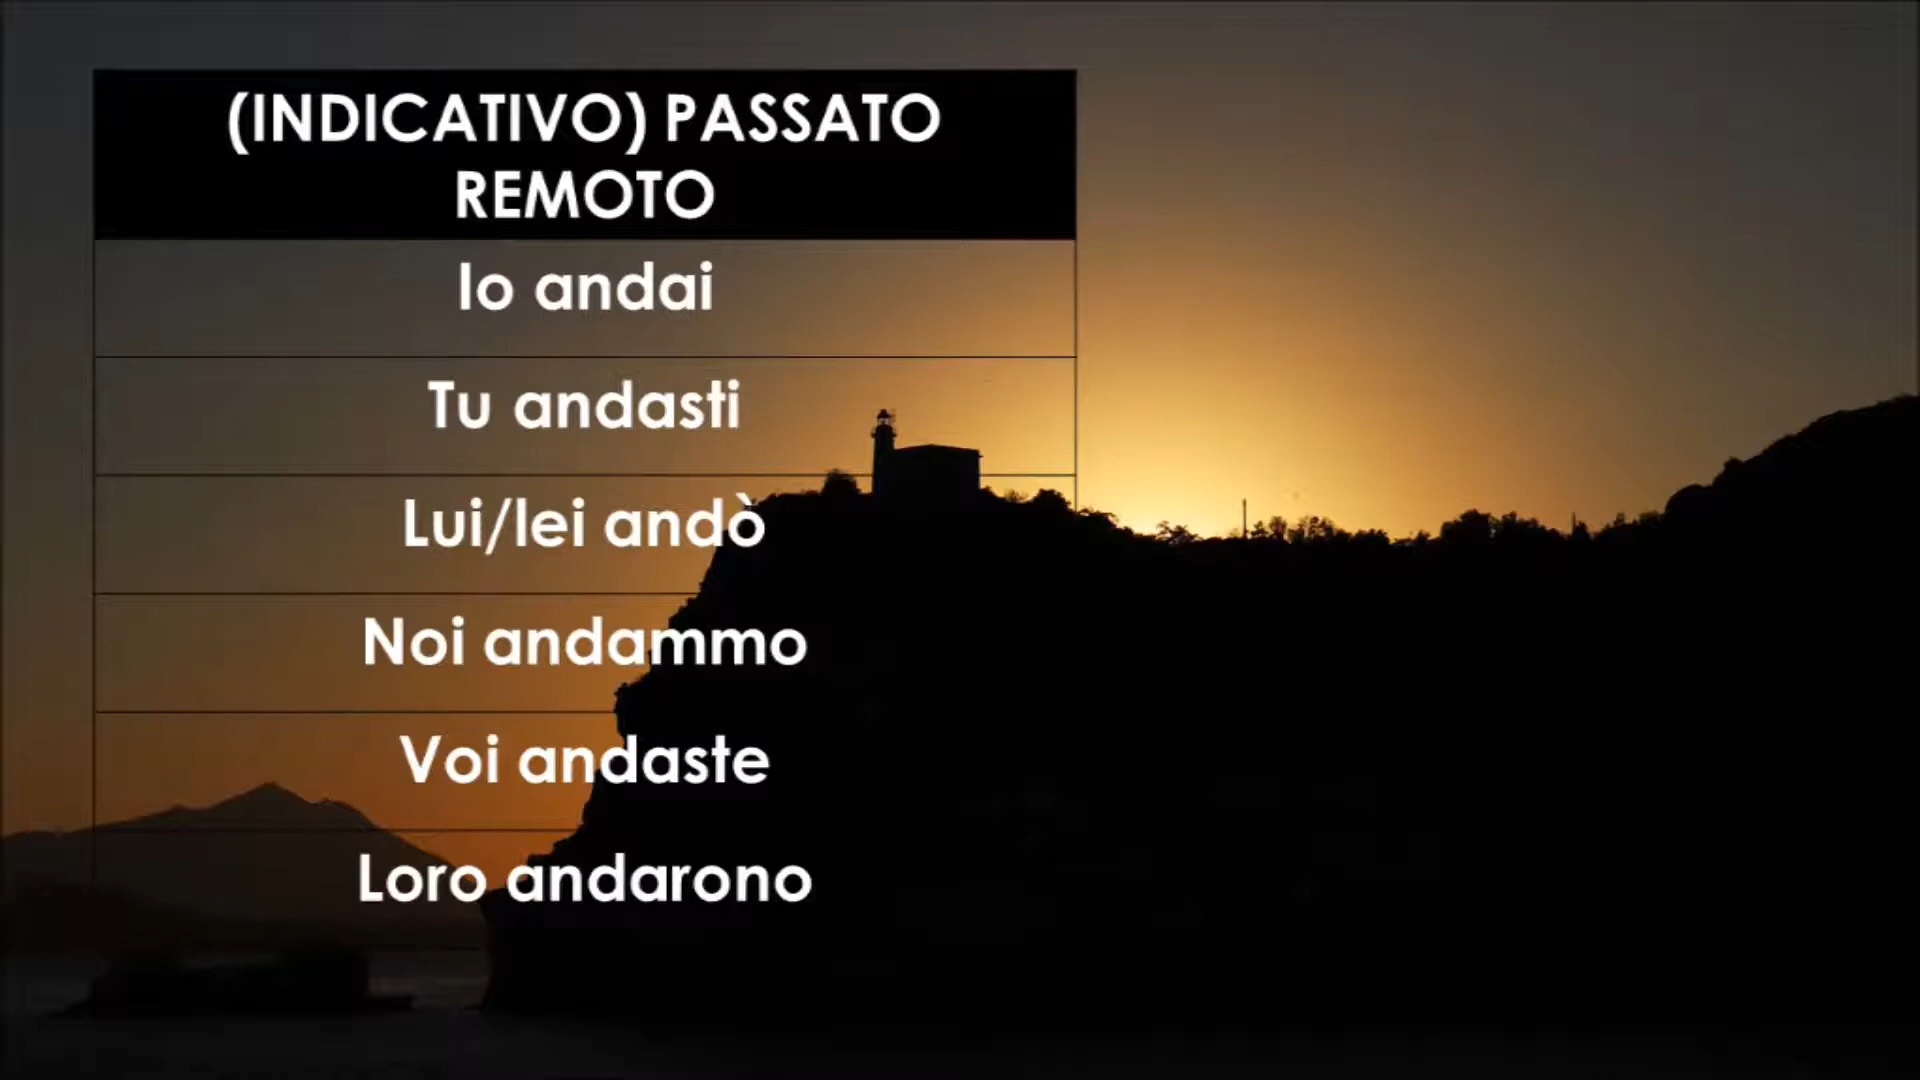 (INDICATIVO) PASSATO
REMOTO
Io andai
Tu andasti
Lui/lei andò
Noi andammo
Voi andaste
Loro andarono